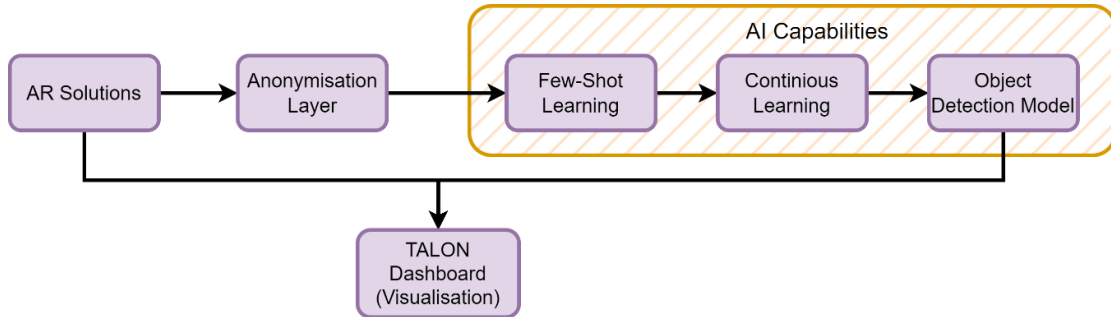 AI Capabilities
AR Solutions
Anonymisation
Layer
Few-Shot
Learning
Continious
Learning
Object
Detection Model
TALON
Dashboard
(Visualisation)